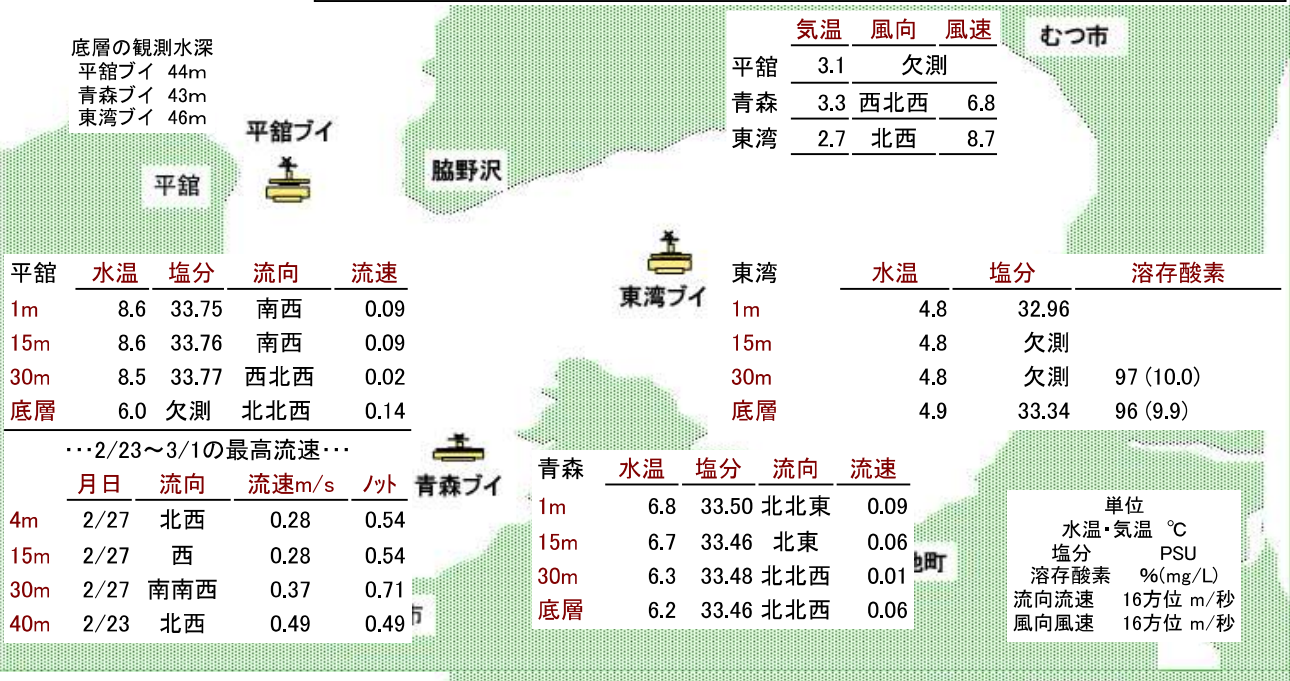 底層の観測水深
平舘ブイ 44m
青森ブイ 43m
東湾ブイ 46m
気温 風向 風速
平舘 3.1 欠測
青森 3.3 西北西 6.8
東湾 2.7 北西 8.7
むつ市
平舘ブイ
平舘
脇野沢
東湾ブイ
平舘 水温 塩分 流向 流速
1m 8.6 33.75 南西 0.09
15m 8.6 33.76 南西 0.09
30m 8.5 33.77 西北西 0.02
底層 6.0 欠測 北北西 0.14
東湾 水温 塩分 溶存酸素
1m 4.8 32.96
15m 4.8 欠測
30m 4.8 欠測 97 (10.0)
底層 4.9 33.34 96 (9.9)
･･･2/23～3/1の最高流速･･･
月日 流向 流速m/s ﾉｯﾄ
4m 2/27 北西 0.28 0.54
15m 2/27 西 0.28 0.54
30m 2/27 南南西 0.37 0.71
40m 2/23 北西 0.49 0.49
市
青森ブイ
青森 水温 塩分 流向 流速
1m 6.8 33.50 北北東 0.09
15m 6.7 33.46 北東 0.06
30m 6.3 33.48 北北西 0.01
底層 6.2 33.46 北北西 0.06
町
単位
水温・気温 ℃
塩分 PSU
溶存酸素 %(mg/L)
流向流速 16方位 m/秒
風向風速 16方位 m/秒